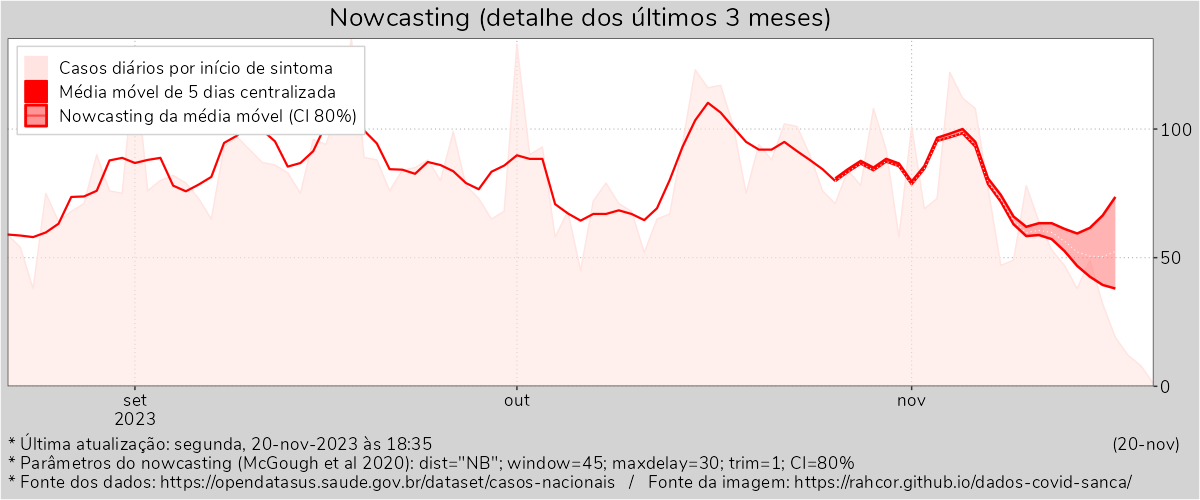 Nowcasting (detalhe dos últimos 3 meses)
Casos diários por início de sintoma
Média móvel de 5 dias centralizada
Nowcasting da média móvel (CI 80%)
100
50
0
set
2023
out
nov
* Última atualização: segunda, 20-nov-2023 às 18:35
(20-nov)
* Parâmetros do nowcasting (McGough et al 2020): dist="NB"; window=45; maxdelay=30; trim=1; CI=80%
* Fonte dos dados: https://opendatasus.saude.gov.br/dataset/casos-nacionais / Fonte da imagem: https://rahcor.github.io/dados-covid-sanca/